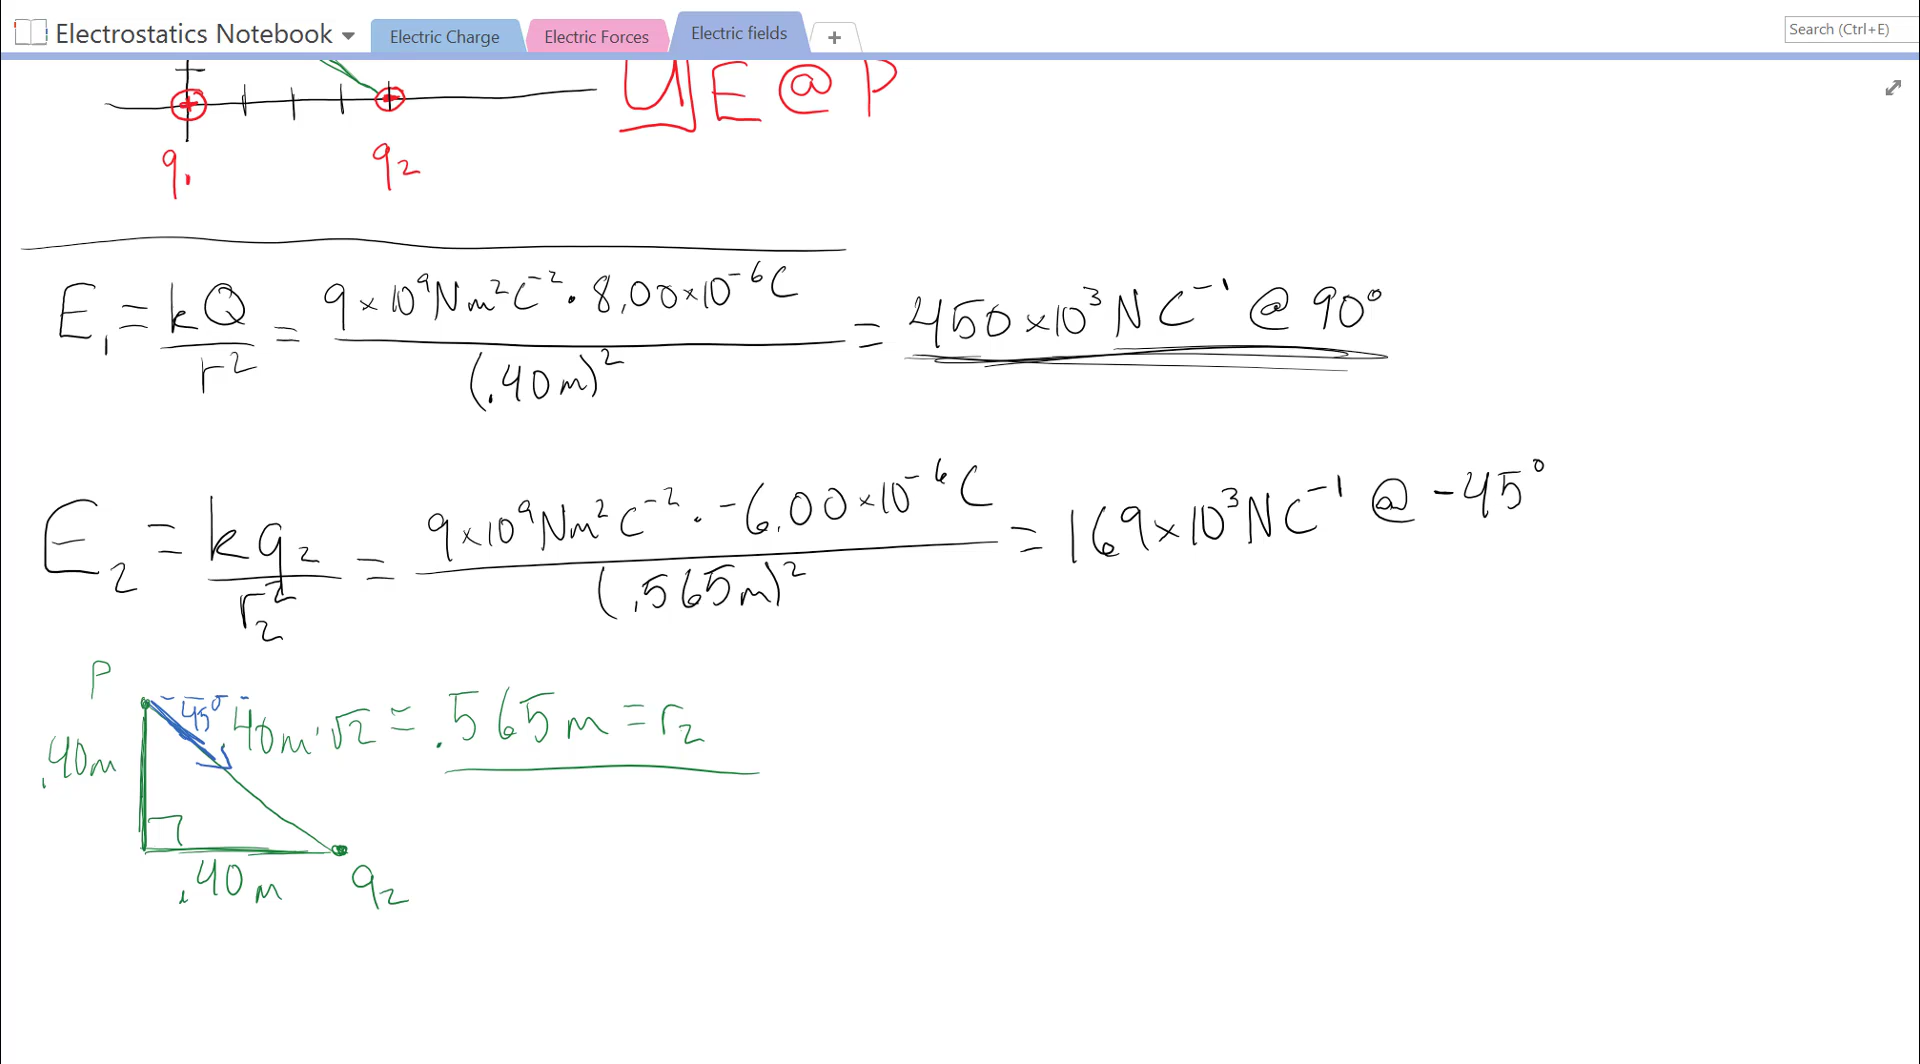 Electrostatics Notebook
Electric Charge
Electric Forces
Electric fields
+
Search (Ctrl+E)
E @ P
q₁
q₂
E₁ = kQ/r² = 9×10⁹Nm²C⁻² · 8.00×10⁻⁶C / (.40m)² = 450×10³ N C⁻¹ @ 90°
E₂ = kq₂/r₂² = 9×10⁹Nm²C⁻² · -6.00×10⁻⁶C / (.565m)² = 169×10³NC⁻¹ @ -45°
P
45°
.40m·√2 = .565m = r₂
.40m
.40m
q₂